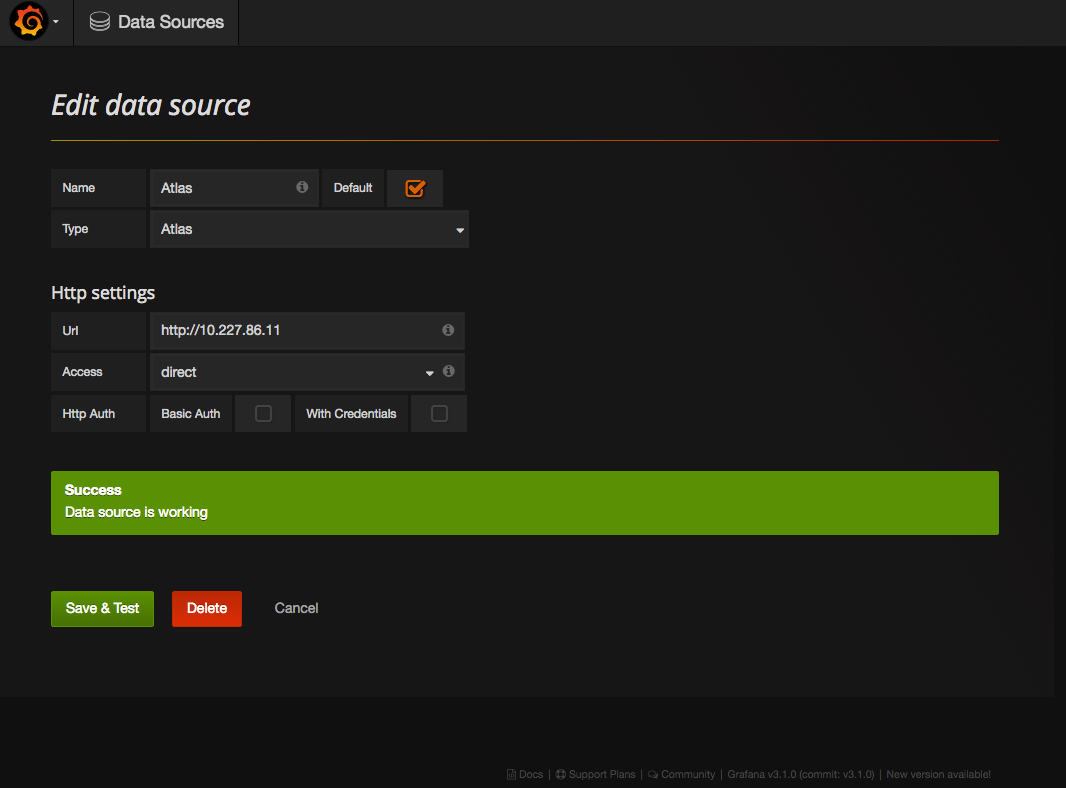 Data Sources
Edit data source
Name Atlas Default
Type Atlas
Http settings
Url http://10.227.86.11
Access direct
Http Auth Basic Auth With Credentials
Success
Data source is working
Save & Test Delete Cancel
Docs | Support Plans | Community | Grafana v3.1.0 (commit: v3.1.0) | New version available!